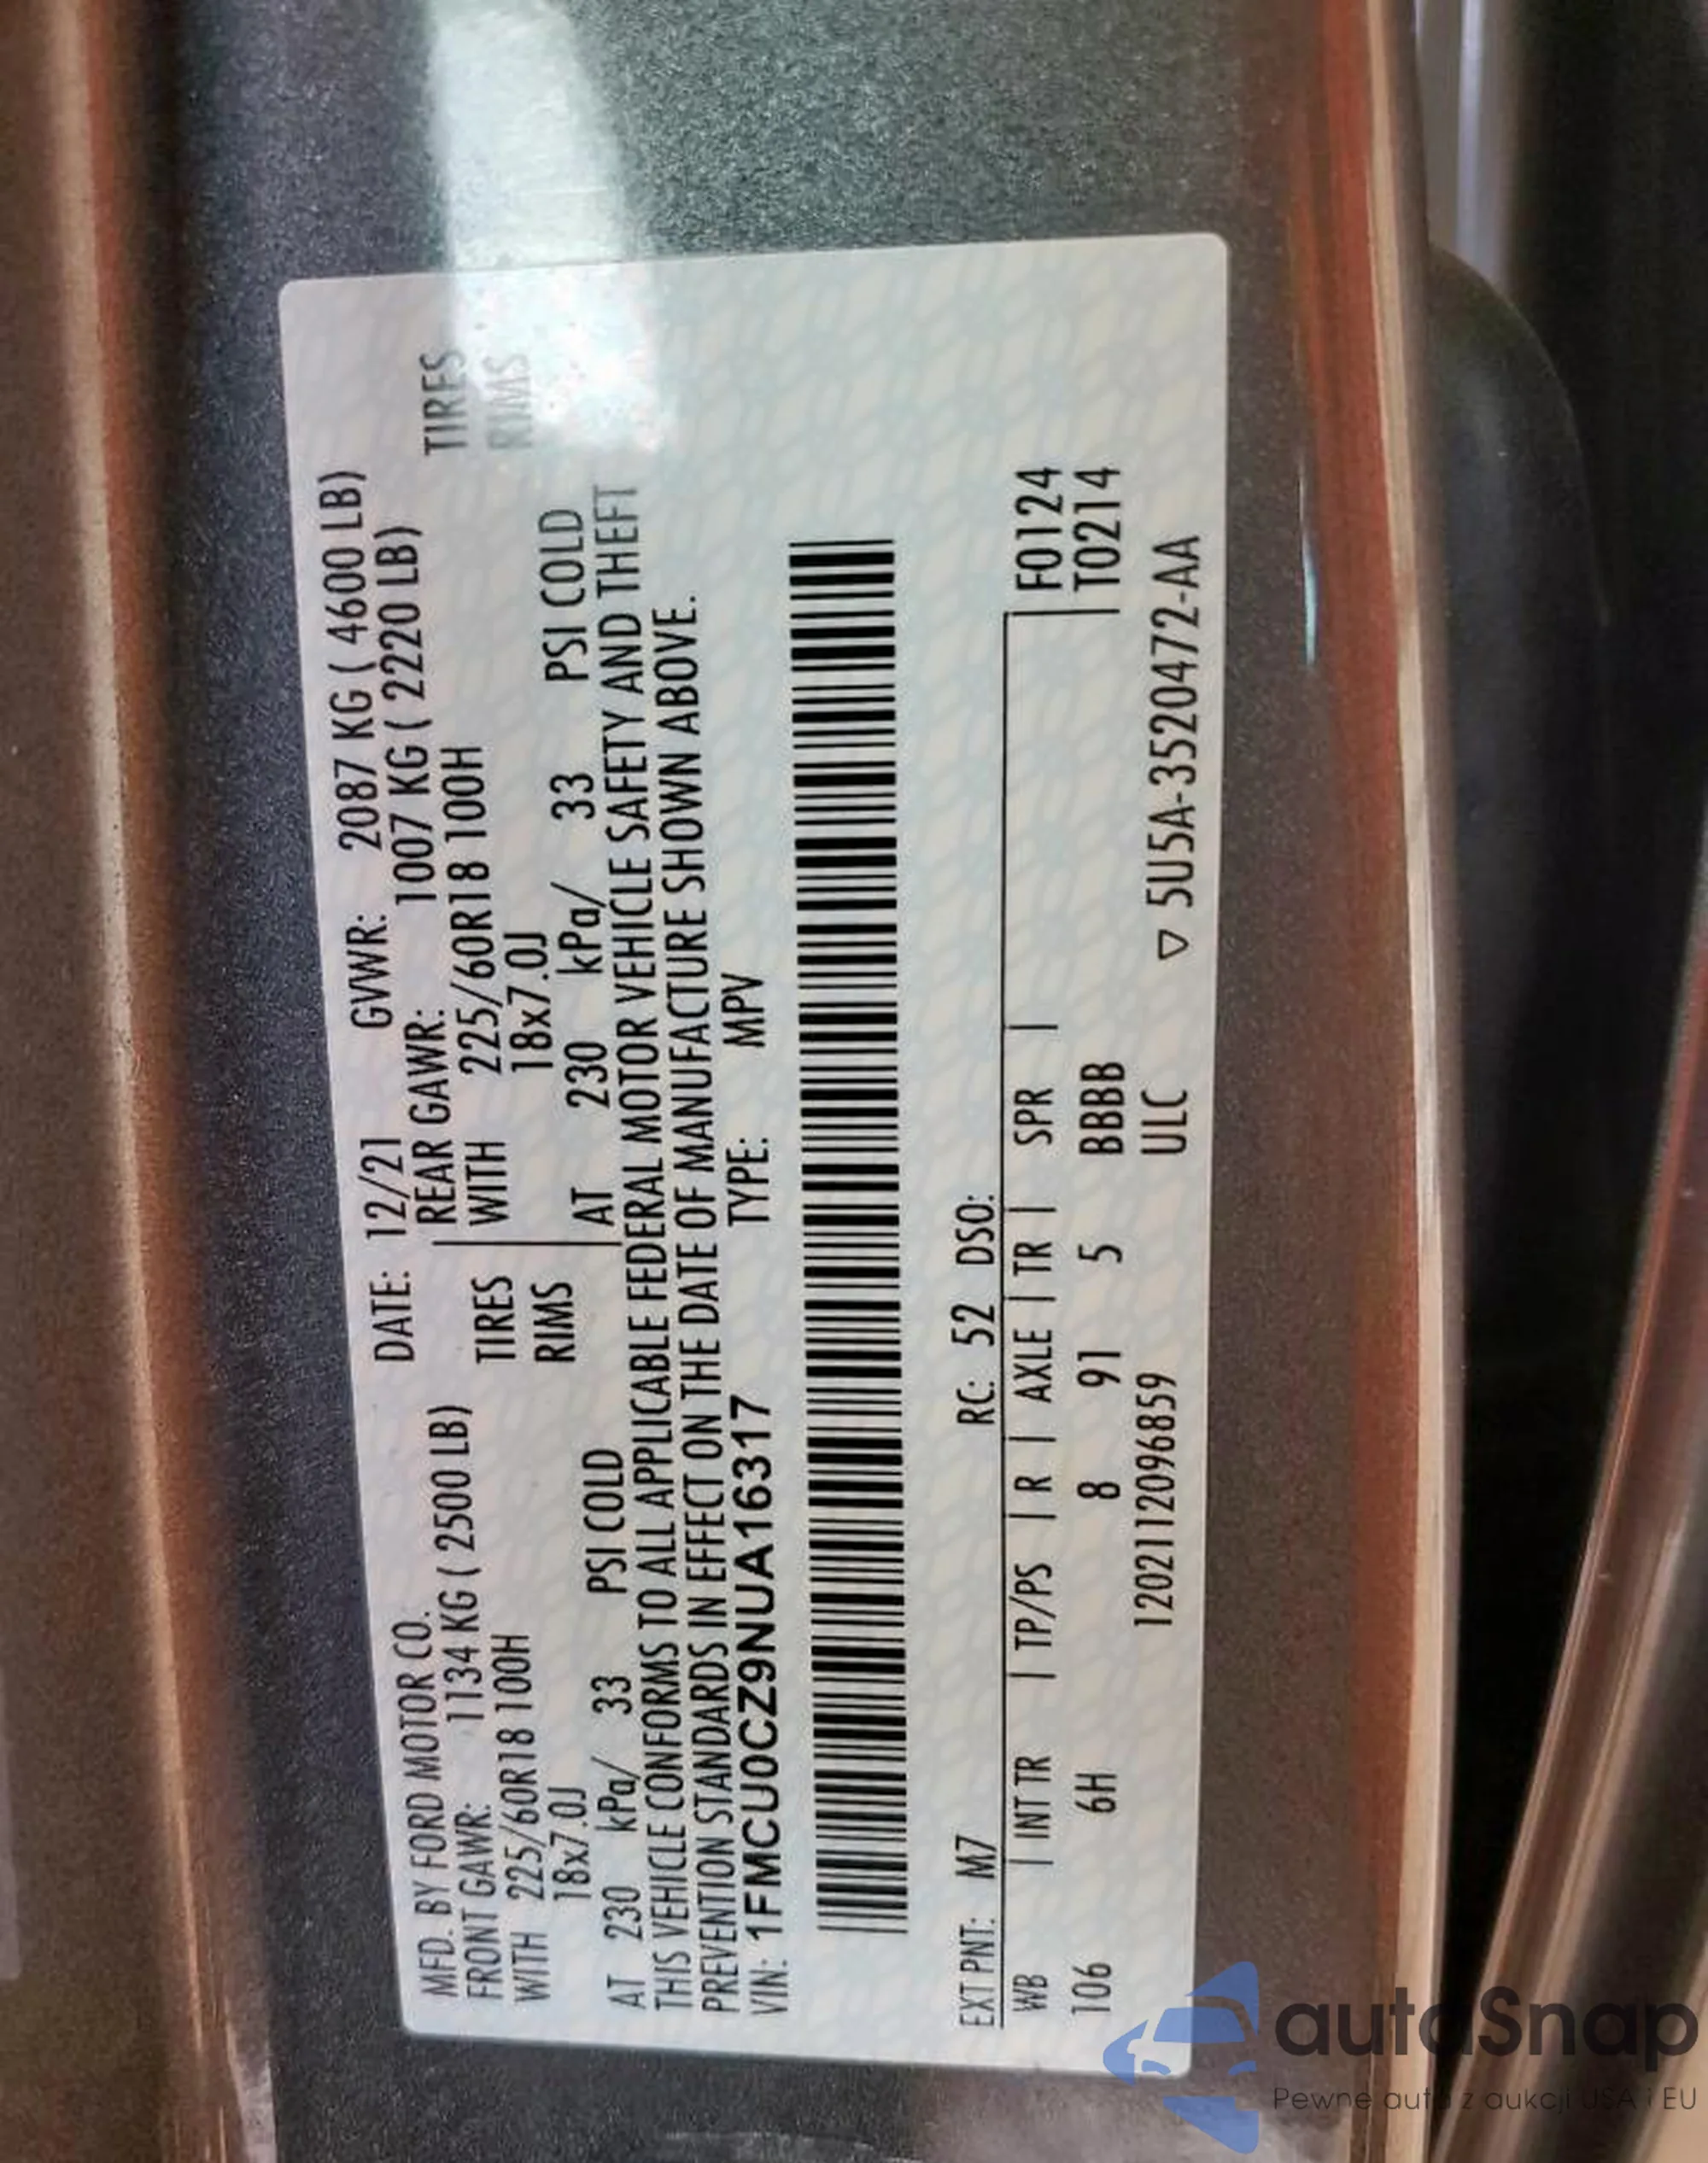 MFD. BY FORD MOTOR CO. DATE: 12/21 GVWR: 2087 KG ( 4600 LB)
FRONT GAWR: 1134 KG ( 2500 LB) REAR GAWR: 1007 KG ( 2220 LB)
WITH 225/60R18 100H TIRES WITH 225/60R18 100H TIRES
18x7.0J RIMS 18x7.0J RIMS
AT 230 kPa/ 33 PSI COLD AT 230 kPa/ 33 PSI COLD
THIS VEHICLE CONFORMS TO ALL APPLICABLE FEDERAL MOTOR VEHICLE SAFETY AND THEFT
PREVENTION STANDARDS IN EFFECT ON THE DATE OF MANUFACTURE SHOWN ABOVE.
VIN: 1FMCU0CZ9NUA16317 TYPE: MPV
EXT PNT: M7 RC: 52 DSO:
WB | INT TR | TP/PS | R | AXLE | TR | SPR | | F0124
106 6H 8 91 5 BBBB | T0214
1202112096859 ULC ▽ 5U5A-3520472-AA
autoSnap
Pewne auta z aukcji USA i EU